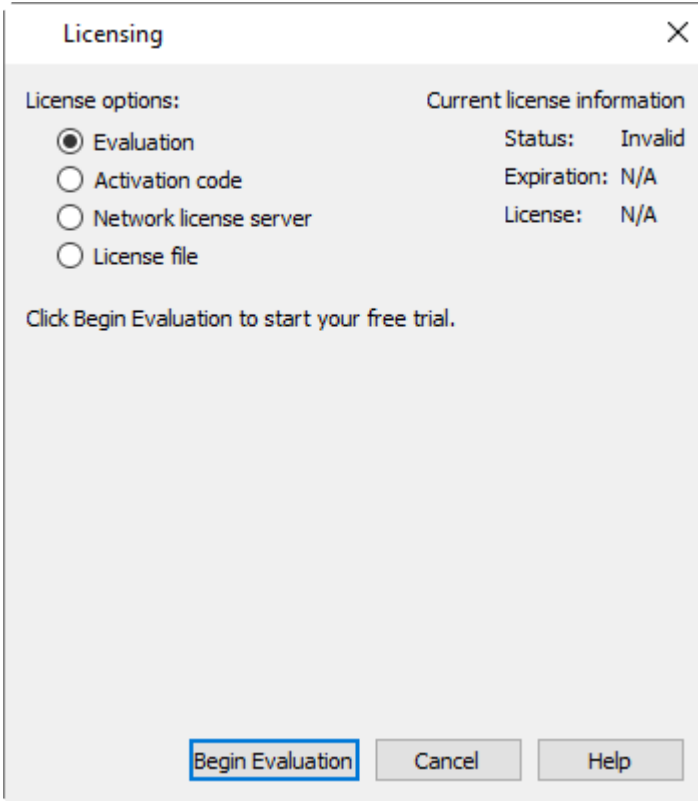 Licensing
License options:
Evaluation
Activation code
Network license server
License file
Current license information
Status: Invalid
Expiration: N/A
License: N/A
Click Begin Evaluation to start your free trial.
Begin Evaluation
Cancel
Help